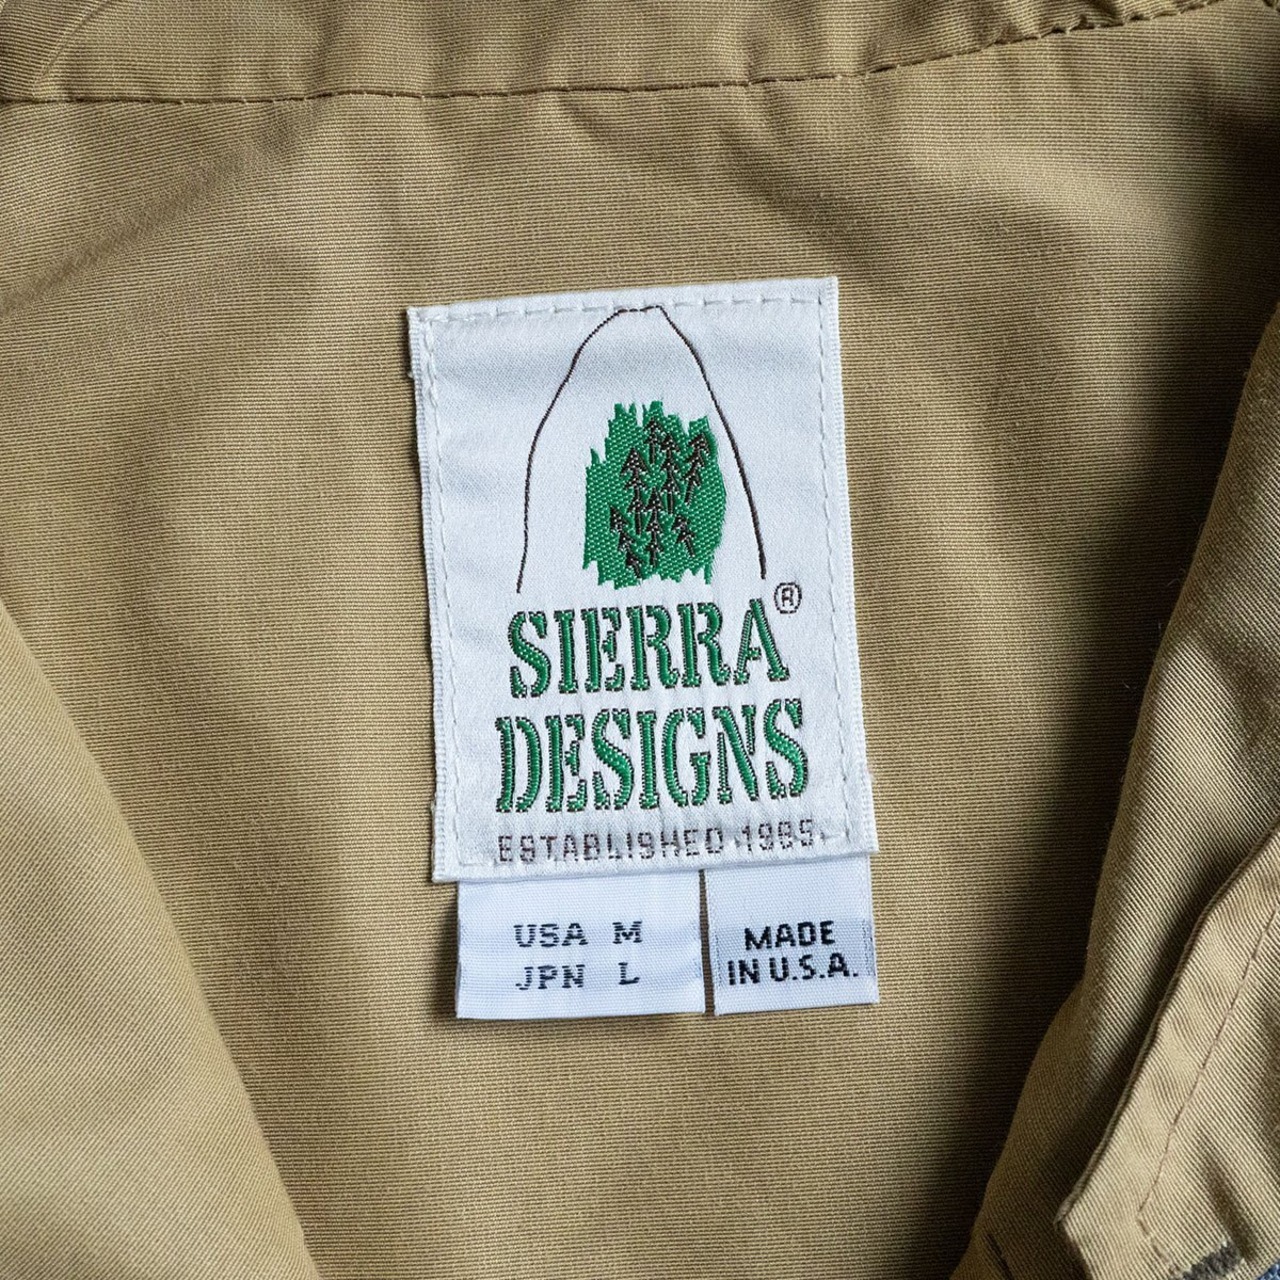 SIERRA®
DESIGNS
ESTABLISHED 1965
USA M
JPN L
MADE
IN U.S.A.